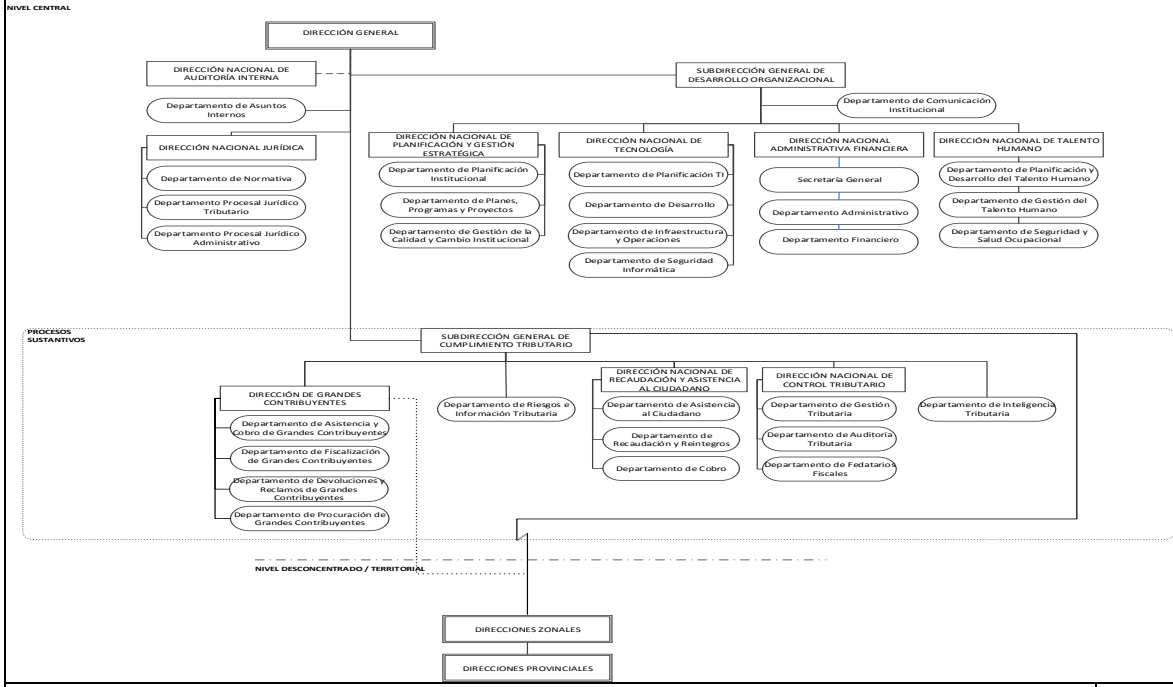 NIVEL CENTRAL
DIRECCIÓN GENERAL
DIRECCIÓN NACIONAL DE
AUDITORÍA INTERNA
SUBDIRECCIÓN GENERAL DE
DESARROLLO ORGANIZACIONAL
Departamento de Asuntos
Internos
Departamento de Comunicación
Institucional
DIRECCIÓN NACIONAL JURÍDICA
Departamento de Normativa
Departamento Procesal Jurídico
Tributario
Departamento Procesal Jurídico
Administrativo
DIRECCIÓN NACIONAL DE
PLANIFICACIÓN Y GESTIÓN
ESTRATÉGICA
Departamento de Planificación
Institucional
Departamento de Planes,
Programas y Proyectos
Departamento de Gestión de la
Calidad y Cambio Institucional
DIRECCIÓN NACIONAL DE
TECNOLOGÍA
Departamento de Planificación TI
Departamento de Desarrollo
Departamento de Infraestructura
y Operaciones
Departamento de Seguridad
Informática
DIRECCIÓN NACIONAL
ADMINISTRATIVA FINANCIERA
Secretaría General
Departamento Administrativo
Departamento Financiero
DIRECCIÓN NACIONAL DE TALENTO
HUMANO
Departamento de Planificación y
Desarrollo del Talento Humano
Departamento de Gestión del
Talento Humano
Departamento de Seguridad y
Salud Ocupacional
PROCESOS
SUSTANTIVOS
SUBDIRECCIÓN GENERAL DE
CUMPLIMIENTO TRIBUTARIO
DIRECCIÓN DE GRANDES
CONTRIBUYENTES
Departamento de Asistencia y
Cobro de Grandes Contribuyentes
Departamento de Fiscalización
de Grandes Contribuyentes
Departamento de Devoluciones y
Reclamos de Grandes
Contribuyentes
Departamento de Procuración de
Grandes Contribuyentes
Departamento de Riesgos e
Información Tributaria
DIRECCIÓN NACIONAL DE
RECAUDACIÓN Y ASISTENCIA
AL CIUDADANO
Departamento de Asistencia
al Ciudadano
Departamento de
Recaudación y Reintegros
Departamento de Cobro
DIRECCIÓN NACIONAL DE
CONTROL TRIBUTARIO
Departamento de Gestión
Tributaria
Departamento de Auditoría
Tributaria
Departamento de Fedatarios
Fiscales
Departamento de Inteligencia
Tributaria
NIVEL DESCONCENTRADO / TERRITORIAL
DIRECCIONES ZONALES
DIRECCIONES PROVINCIALES